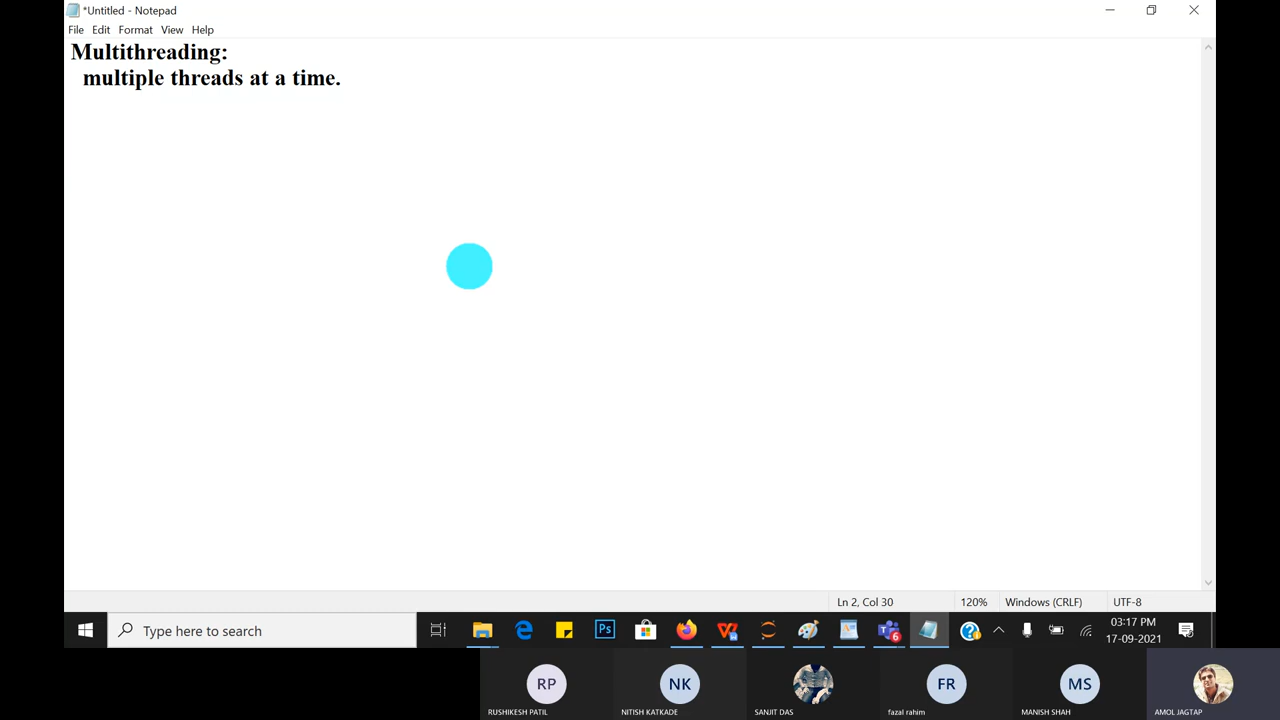 *Untitled - Notepad
File Edit Format View Help
Multithreading:
multiple threads at a time.
Ln 2, Col 30 120% Windows (CRLF) UTF-8
Type here to search
Ps
6
03:17 PM
17-09-2021
RP NK FR MS
RUSHIKESH PATIL NITISH KATKADE SANJIT DAS fazal rahim MANISH SHAH AMOL JAGTAP